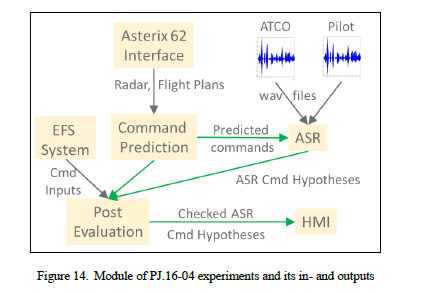 Asterix 62
Interface
ATCO
Pilot
Radar, Flight Plans
wav files
EFS
System
Command
Prediction
Predicted
commands
ASR
Cmd
Inputs
ASR Cmd Hypotheses
Post
Evaluation
Checked ASR
Cmd Hypotheses
HMI
Figure 14. Module of PJ.16-04 experiments and its in- and outputs